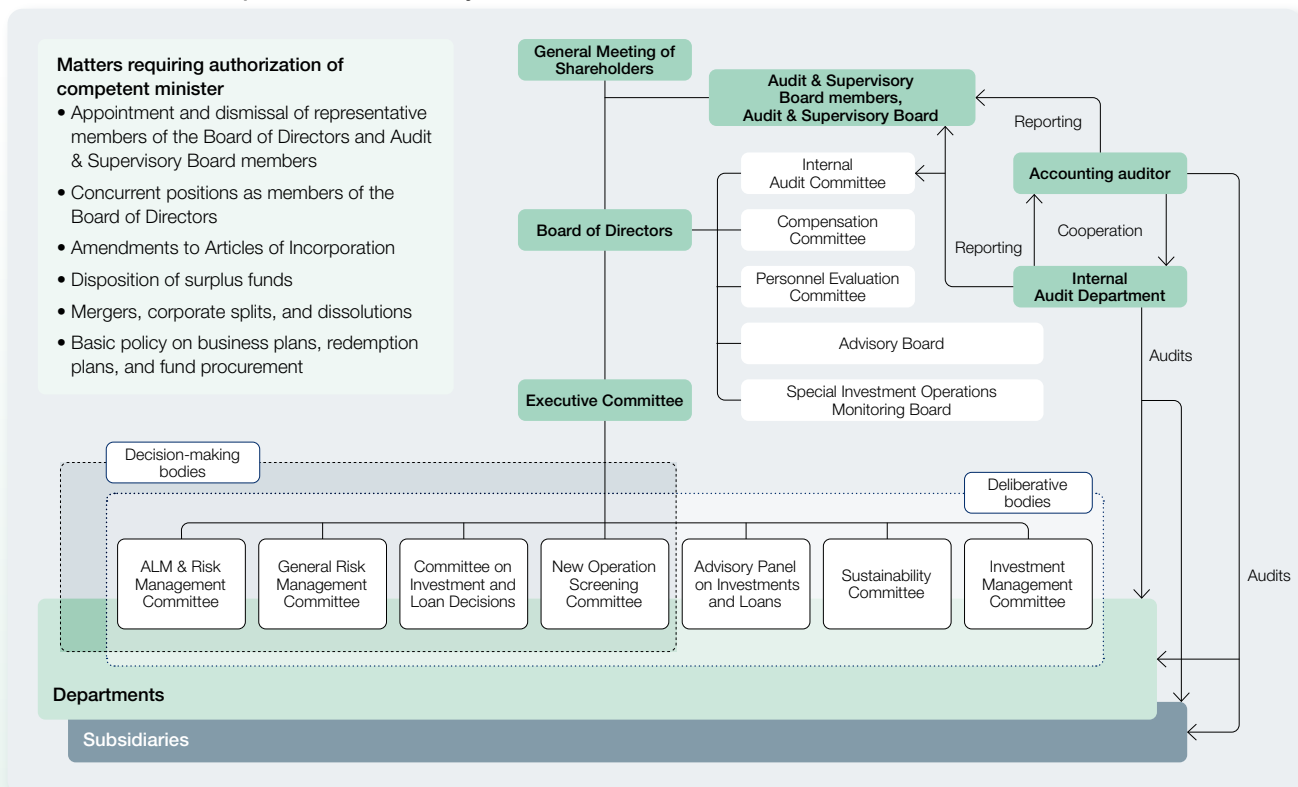 Matters requiring authorization of
competent minister
• Appointment and dismissal of representative
members of the Board of Directors and Audit
& Supervisory Board members
• Concurrent positions as members of the
Board of Directors
• Amendments to Articles of Incorporation
• Disposition of surplus funds
• Mergers, corporate splits, and dissolutions
• Basic policy on business plans, redemption
plans, and fund procurement
General Meeting of
Shareholders
Audit & Supervisory
Board members,
Audit & Supervisory Board
Reporting
Internal
Audit Committee
Accounting auditor
Board of Directors
Compensation
Committee
Reporting
Cooperation
Personnel Evaluation
Committee
Internal
Audit Department
Advisory Board
Audits
Executive Committee
Special Investment Operations
Monitoring Board
Decision-making
bodies
Deliberative
bodies
ALM & Risk
Management
Committee
General Risk
Management
Committee
Committee on
Investment and
Loan Decisions
New Operation
Screening
Committee
Advisory Panel
on Investments
and Loans
Sustainability
Committee
Investment
Management
Committee
Audits
Departments
Subsidiaries